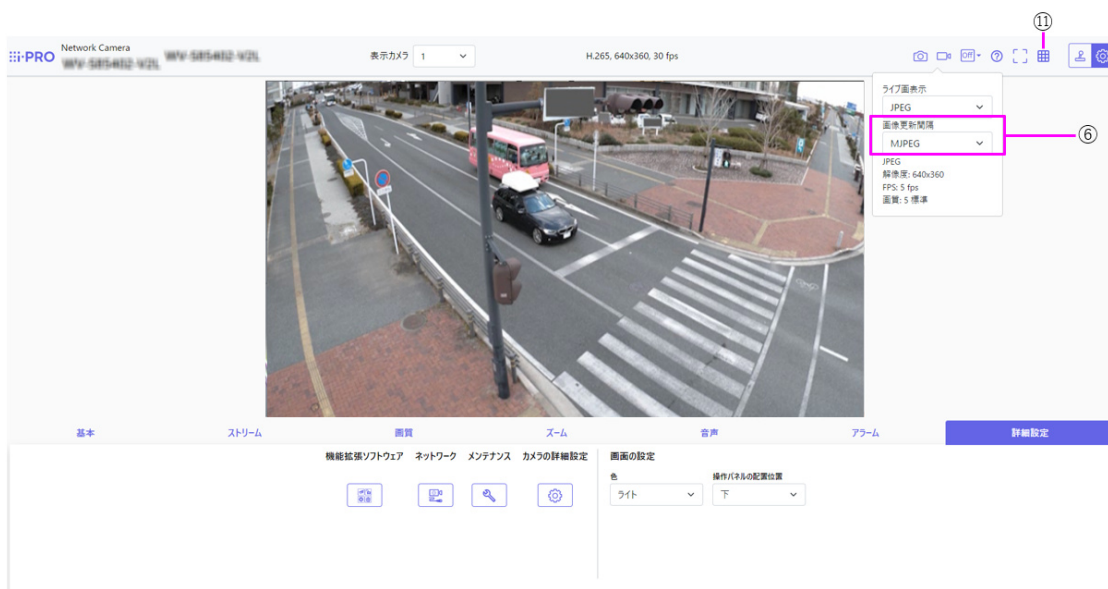 ⑪
i-PRO
Network Camera
表示カメラ 1
H.265, 640x360, 30 fps
Off
ライブ画表示
JPEG
画像更新間隔
MJPEG
⑥
JPEG
解像度: 640x360
FPS: 5 fps
画質: 5 標準
基本 ストリーム 画質 ズーム 音声 アラーム 詳細設定
機能拡張ソフトウェア ネットワーク メンテナンス カメラの詳細設定 画面の設定
色 操作パネルの配置位置
ライト 下